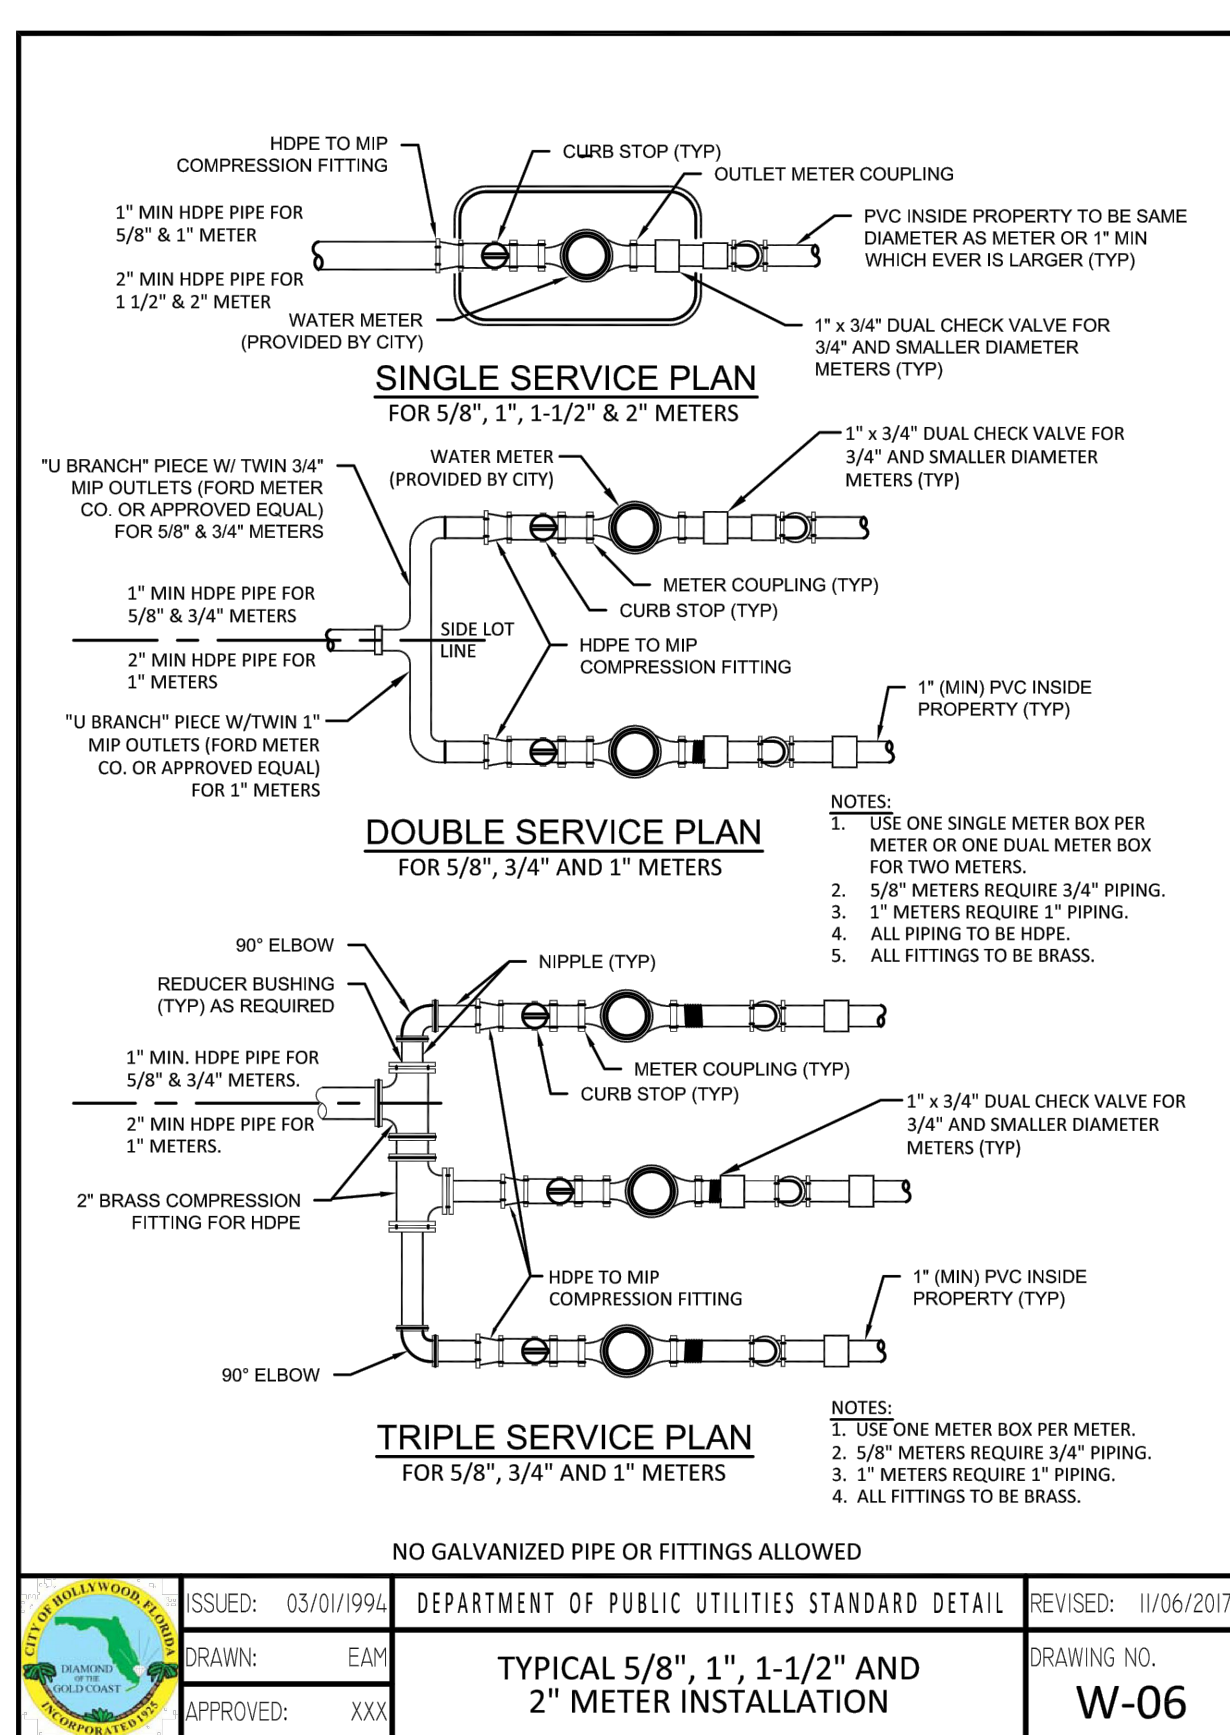 HDPE TO MIP
COMPRESSION FITTING
CURB STOP (TYP)
OUTLET METER COUPLING
1" MIN HDPE PIPE FOR
5/8" & 1" METER
PVC INSIDE PROPERTY TO BE SAME
DIAMETER AS METER OR 1" MIN
WHICH EVER IS LARGER (TYP)
2" MIN HDPE PIPE FOR
1 1/2" & 2" METER
WATER METER
(PROVIDED BY CITY)
1" x 3/4" DUAL CHECK VALVE FOR
3/4" AND SMALLER DIAMETER
METERS (TYP)
SINGLE SERVICE PLAN
FOR 5/8", 1", 1-1/2" & 2" METERS
"U BRANCH" PIECE W/ TWIN 3/4"
MIP OUTLETS (FORD METER
CO. OR APPROVED EQUAL)
FOR 5/8" & 3/4" METERS
WATER METER
(PROVIDED BY CITY)
1" x 3/4" DUAL CHECK VALVE FOR
3/4" AND SMALLER DIAMETER
METERS (TYP)
METER COUPLING (TYP)
CURB STOP (TYP)
1" MIN HDPE PIPE FOR
5/8" & 3/4" METERS
SIDE LOT
LINE
HDPE TO MIP
COMPRESSION FITTING
2" MIN HDPE PIPE FOR
1" METERS
"U BRANCH" PIECE W/TWIN 1"
MIP OUTLETS (FORD METER
CO. OR APPROVED EQUAL)
FOR 1" METERS
1" (MIN) PVC INSIDE
PROPERTY (TYP)
DOUBLE SERVICE PLAN
FOR 5/8", 3/4" AND 1" METERS
NOTES:
1. USE ONE SINGLE METER BOX PER
METER OR ONE DUAL METER BOX
FOR TWO METERS.
2. 5/8" METERS REQUIRE 3/4" PIPING.
3. 1" METERS REQUIRE 1" PIPING.
4. ALL PIPING TO BE HDPE.
5. ALL FITTINGS TO BE BRASS.
90° ELBOW
NIPPLE (TYP)
REDUCER BUSHING
(TYP) AS REQUIRED
1" MIN. HDPE PIPE FOR
5/8" & 3/4" METERS.
METER COUPLING (TYP)
CURB STOP (TYP)
2" MIN HDPE PIPE FOR
1" METERS.
1" x 3/4" DUAL CHECK VALVE FOR
3/4" AND SMALLER DIAMETER
METERS (TYP)
2" BRASS COMPRESSION
FITTING FOR HDPE
HDPE TO MIP
COMPRESSION FITTING
1" (MIN) PVC INSIDE
PROPERTY (TYP)
90° ELBOW
TRIPLE SERVICE PLAN
FOR 5/8", 3/4" AND 1" METERS
NOTES:
1. USE ONE METER BOX PER METER.
2. 5/8" METERS REQUIRE 3/4" PIPING.
3. 1" METERS REQUIRE 1" PIPING.
4. ALL FITTINGS TO BE BRASS.
NO GALVANIZED PIPE OR FITTINGS ALLOWED
CITY OF HOLLYWOOD, FLORIDA
DIAMOND
OF THE
GOLD COAST
INCORPORATED 1925
ISSUED: 03/01/1994
DEPARTMENT OF PUBLIC UTILITIES STANDARD DETAIL
REVISED: 11/06/2017
DRAWN: EAM
APPROVED: XXX
TYPICAL 5/8", 1", 1-1/2" AND
2" METER INSTALLATION
DRAWING NO.
W-06